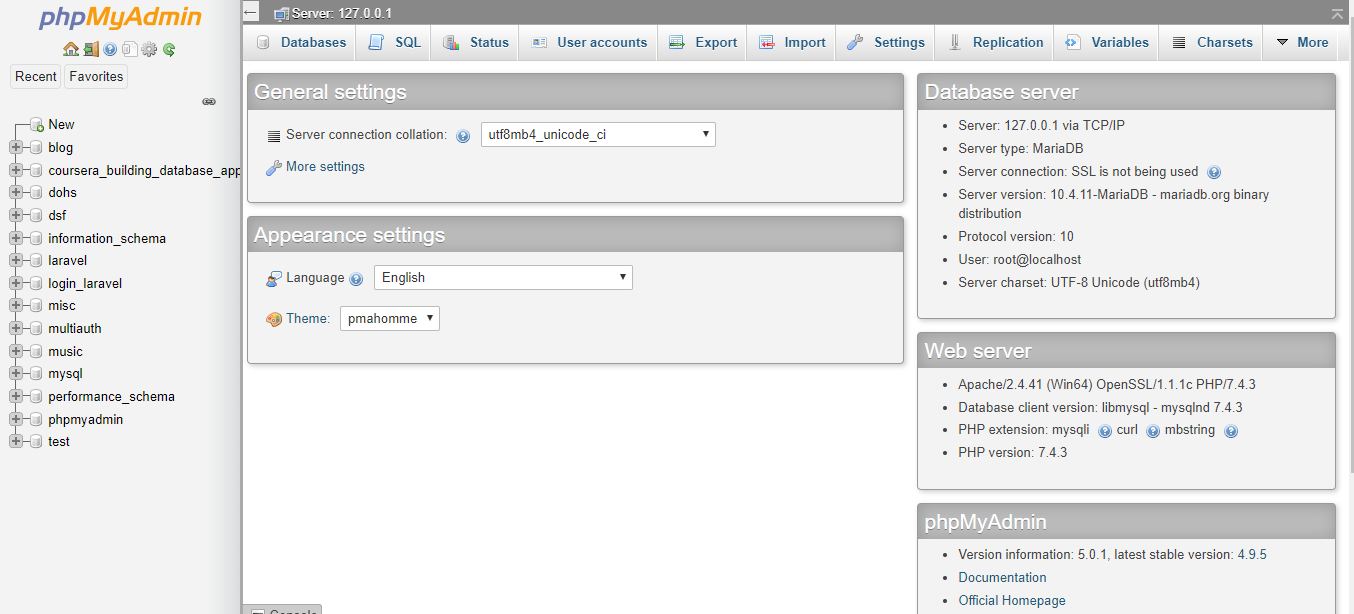 phpMyAdmin
Recent Favorites
New
blog
coursera_building_database_app
dohs
dsf
information_schema
laravel
login_laravel
misc
multiauth
music
mysql
performance_schema
phpmyadmin
test
Server: 127.0.0.1
Databases SQL Status User accounts Export Import Settings Replication Variables Charsets More
General settings
Server connection collation: utf8mb4_unicode_ci
More settings
Appearance settings
Language English
Theme: pmahomme
Database server
Server: 127.0.0.1 via TCP/IP
Server type: MariaDB
Server connection: SSL is not being used
Server version: 10.4.11-MariaDB - mariadb.org binary
distribution
Protocol version: 10
User: root@localhost
Server charset: UTF-8 Unicode (utf8mb4)
Web server
Apache/2.4.41 (Win64) OpenSSL/1.1.1c PHP/7.4.3
Database client version: libmysql - mysqlnd 7.4.3
PHP extension: mysqli curl mbstring
PHP version: 7.4.3
phpMyAdmin
Version information: 5.0.1, latest stable version: 4.9.5
Documentation
Official Homepage
Console